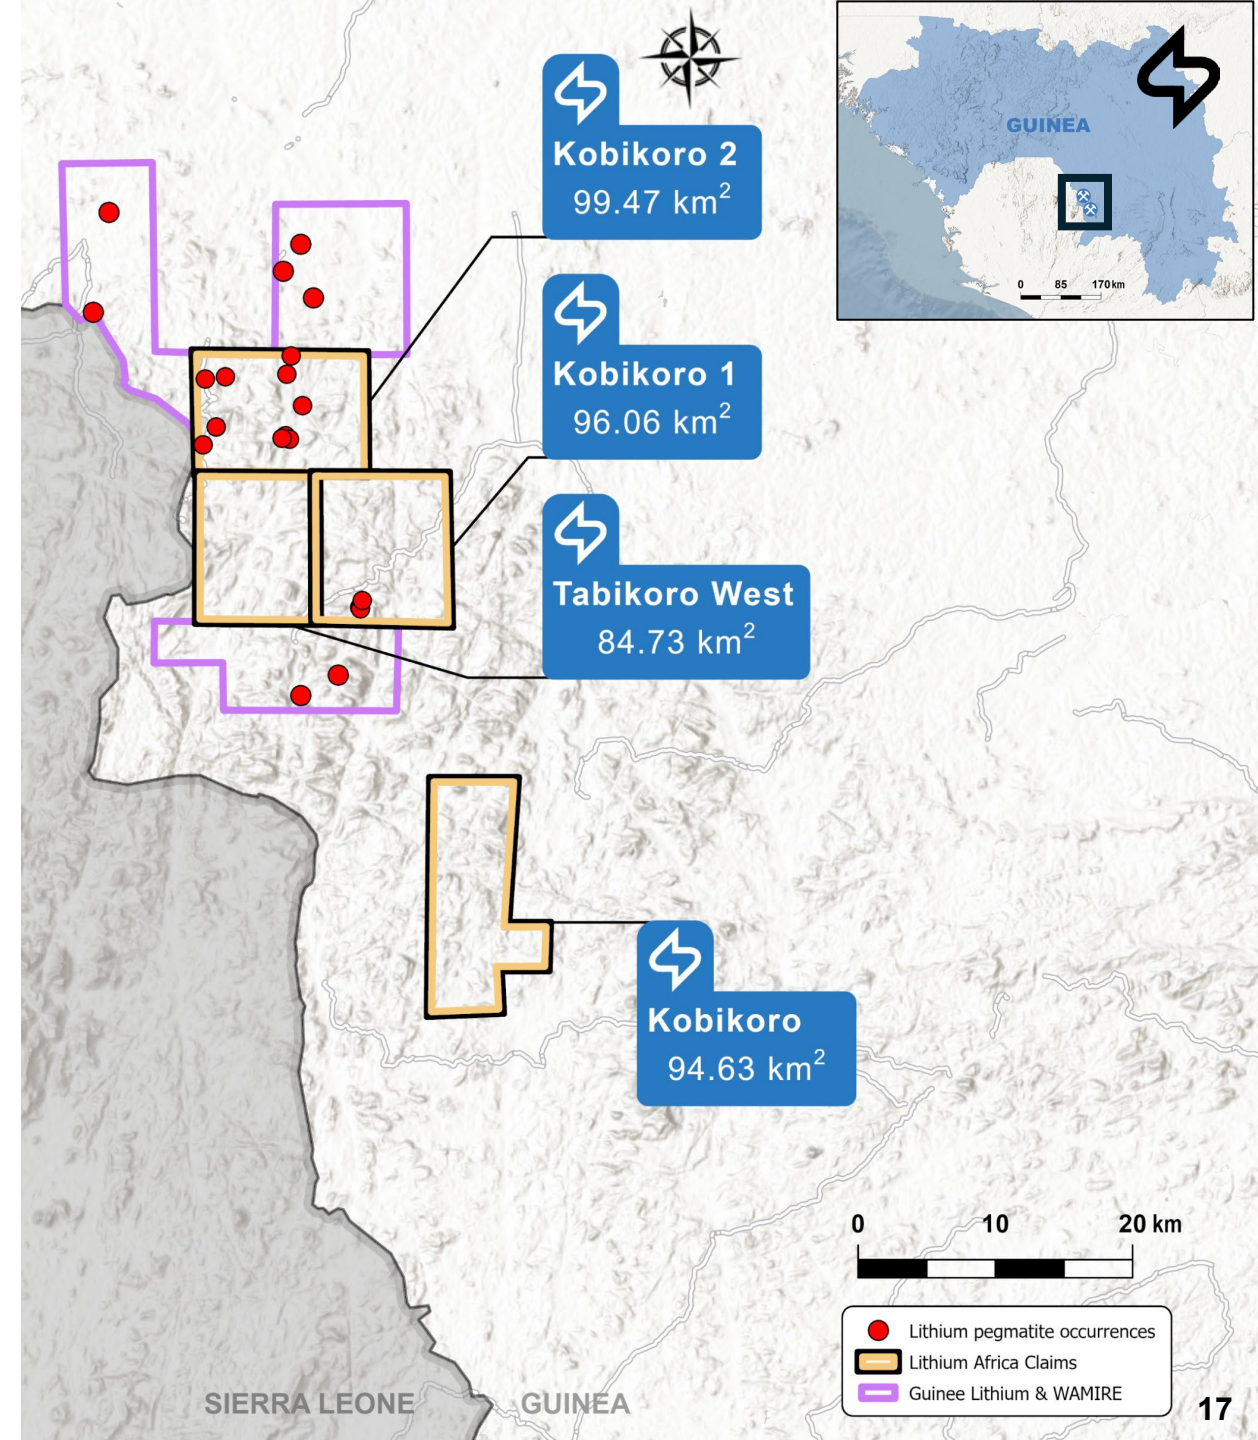 Kobikoro 2
99.47 km²
GUINEA
0 85 170 km
Kobikoro 1
96.06 km²
Tabikoro West
84.73 km²
Kobikoro
94.63 km²
0 10 20 km
Lithium pegmatite occurrences
Lithium Africa Claims
Guinee Lithium & WAMIRE
SIERRA LEONE
GUINEA
17